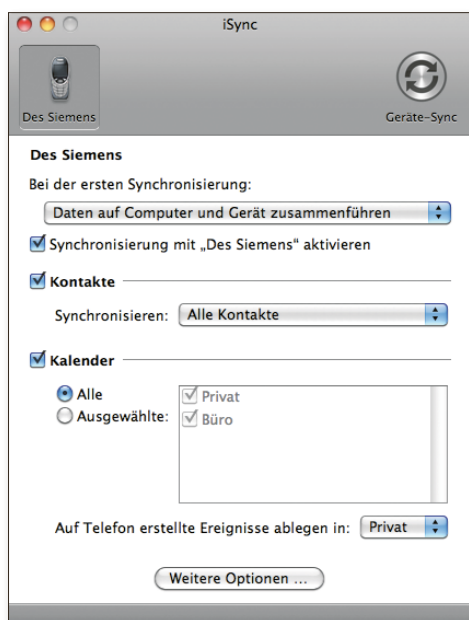 iSync
Des Siemens
Geräte-Sync
Des Siemens
Bei der ersten Synchronisierung:
Daten auf Computer und Gerät zusammenführen
Synchronisierung mit „Des Siemens“ aktivieren
Kontakte
Synchronisieren: Alle Kontakte
Kalender
Alle
Privat
Ausgewählte:
Büro
Auf Telefon erstellte Ereignisse ablegen in: Privat
Weitere Optionen ...